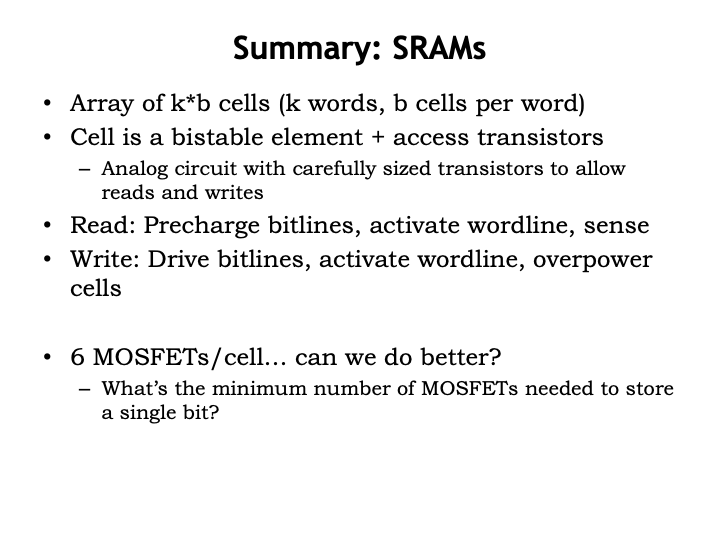 Summary: SRAMs
• Array of k*b cells (k words, b cells per word)
• Cell is a bistable element + access transistors
– Analog circuit with carefully sized transistors to allow
reads and writes
• Read: Precharge bitlines, activate wordline, sense
• Write: Drive bitlines, activate wordline, overpower
cells
• 6 MOSFETs/cell… can we do better?
– What’s the minimum number of MOSFETs needed to store
a single bit?